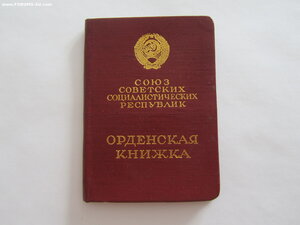 СОЮЗ
СОВЕТСКИХ
СОЦИАЛИСТИЧЕСКИХ
РЕСПУБЛИК
ОРДЕНСКАЯ
КНИЖКА